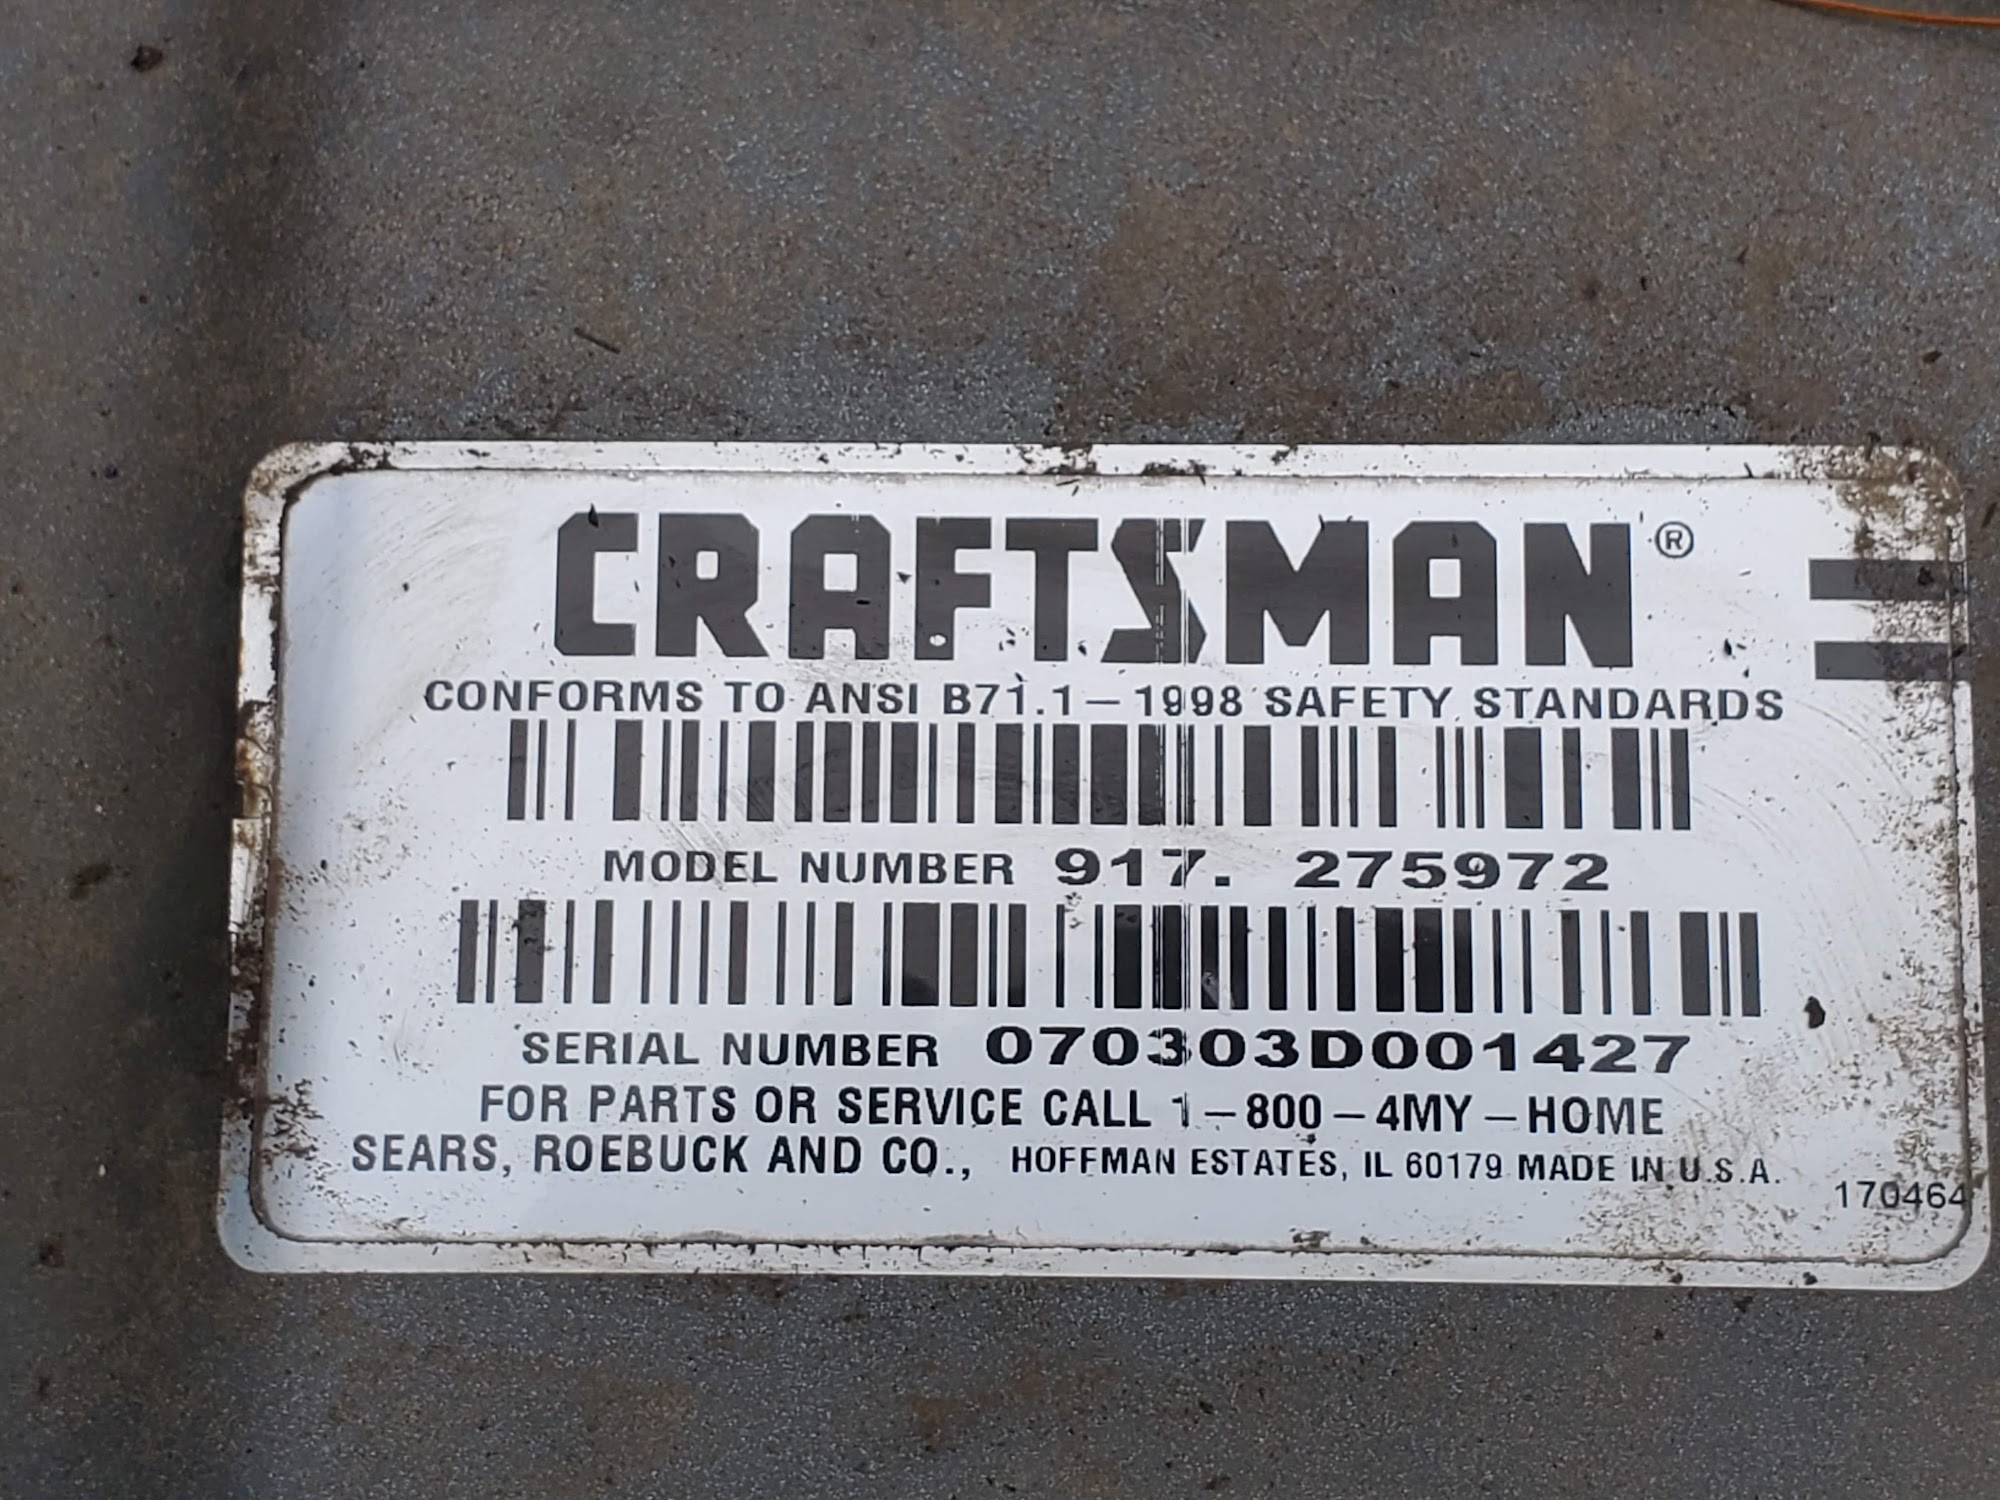 CRAFTSMAN®
CONFORMS TO ANSI B71.1-1998 SAFETY STANDARDS
MODEL NUMBER 917. 275972
SERIAL NUMBER 070303D001427
FOR PARTS OR SERVICE CALL 1-800-4MY-HOME
SEARS, ROEBUCK AND CO., HOFFMAN ESTATES, IL 60179 MADE IN U.S.A.
170464